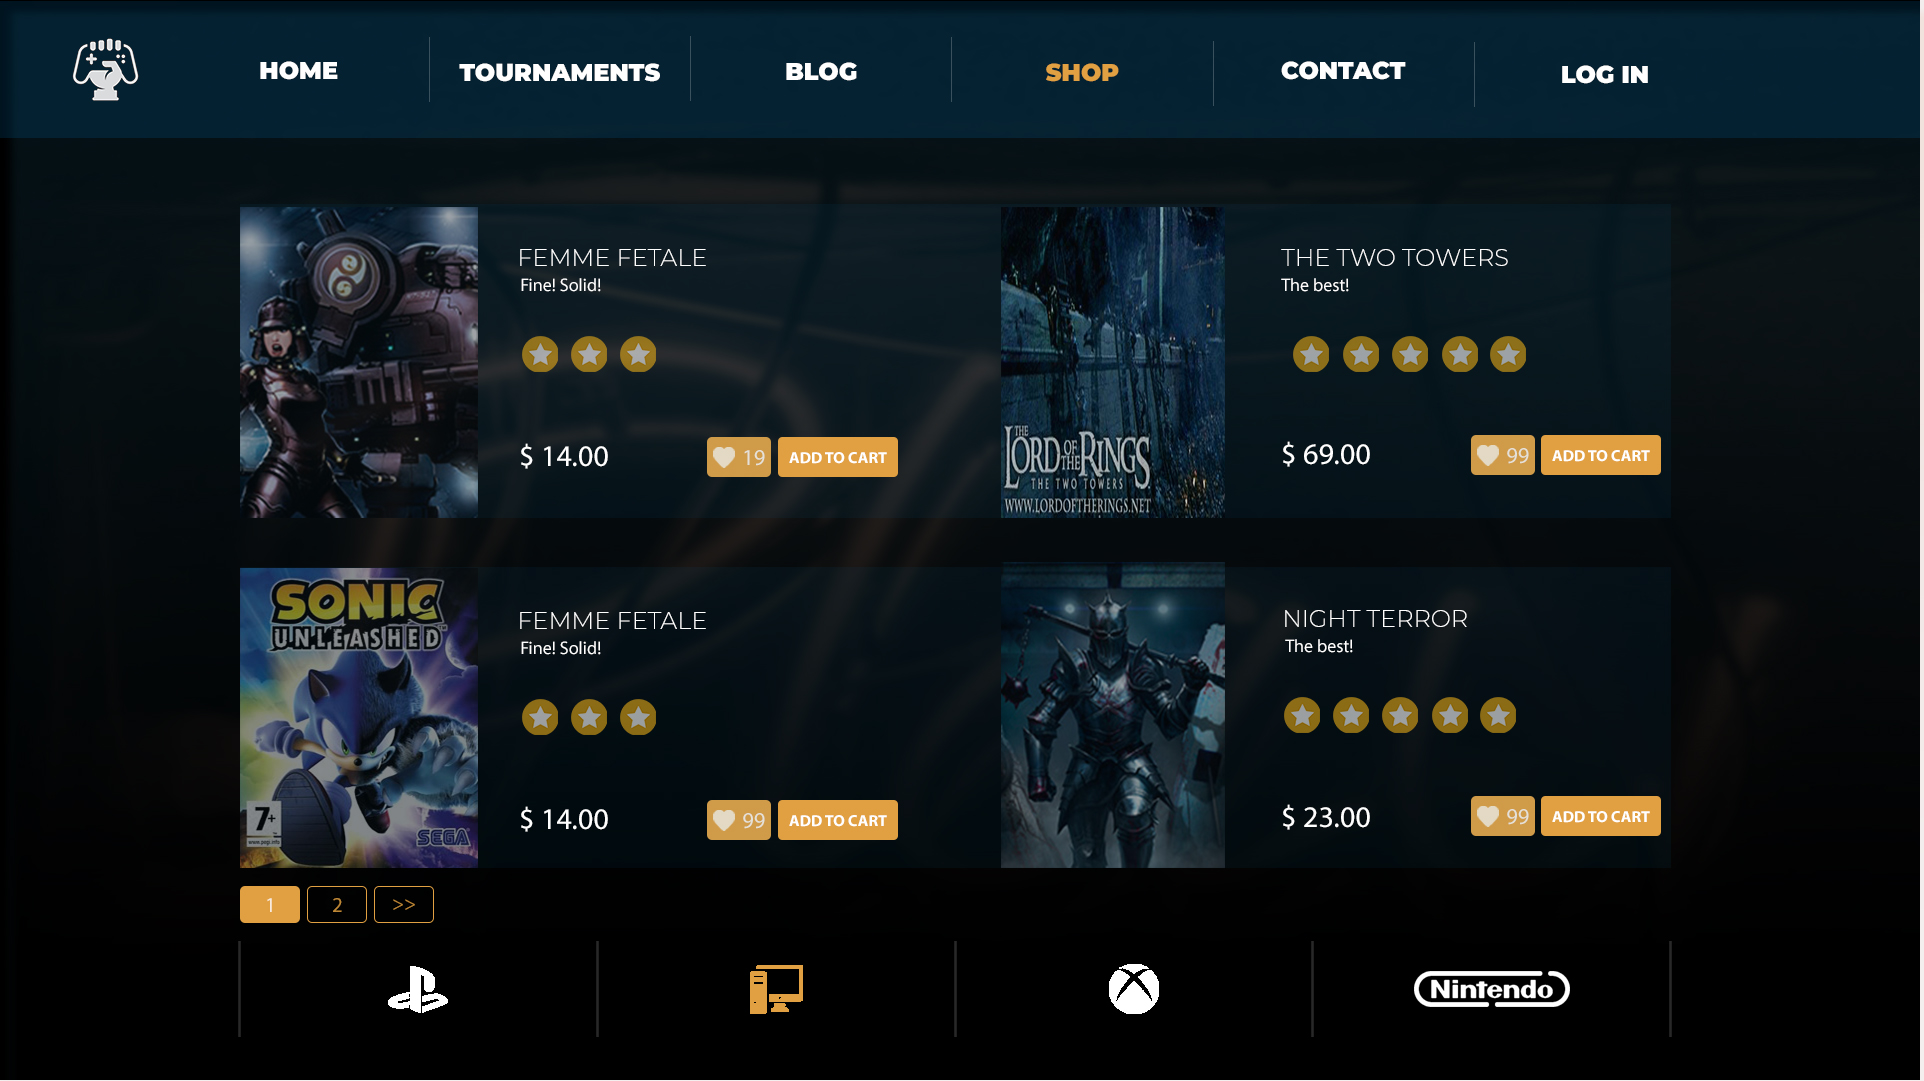 HOME
TOURNAMENTS
BLOG
SHOP
CONTACT
LOG IN
FEMME FETALE
Fine! Solid!
$ 14.00
19
ADD TO CART
THE
LORD OF THE RINGS
THE TWO TOWERS
WWW.LORDOFTHERINGS.NET
THE TWO TOWERS
The best!
$ 69.00
99
ADD TO CART
SONIC
UNLEASHED
7+
www.pegi.info
SEGA
FEMME FETALE
Fine! Solid!
$ 14.00
99
ADD TO CART
NIGHT TERROR
The best!
$ 23.00
99
ADD TO CART
1
2
>>
Nintendo